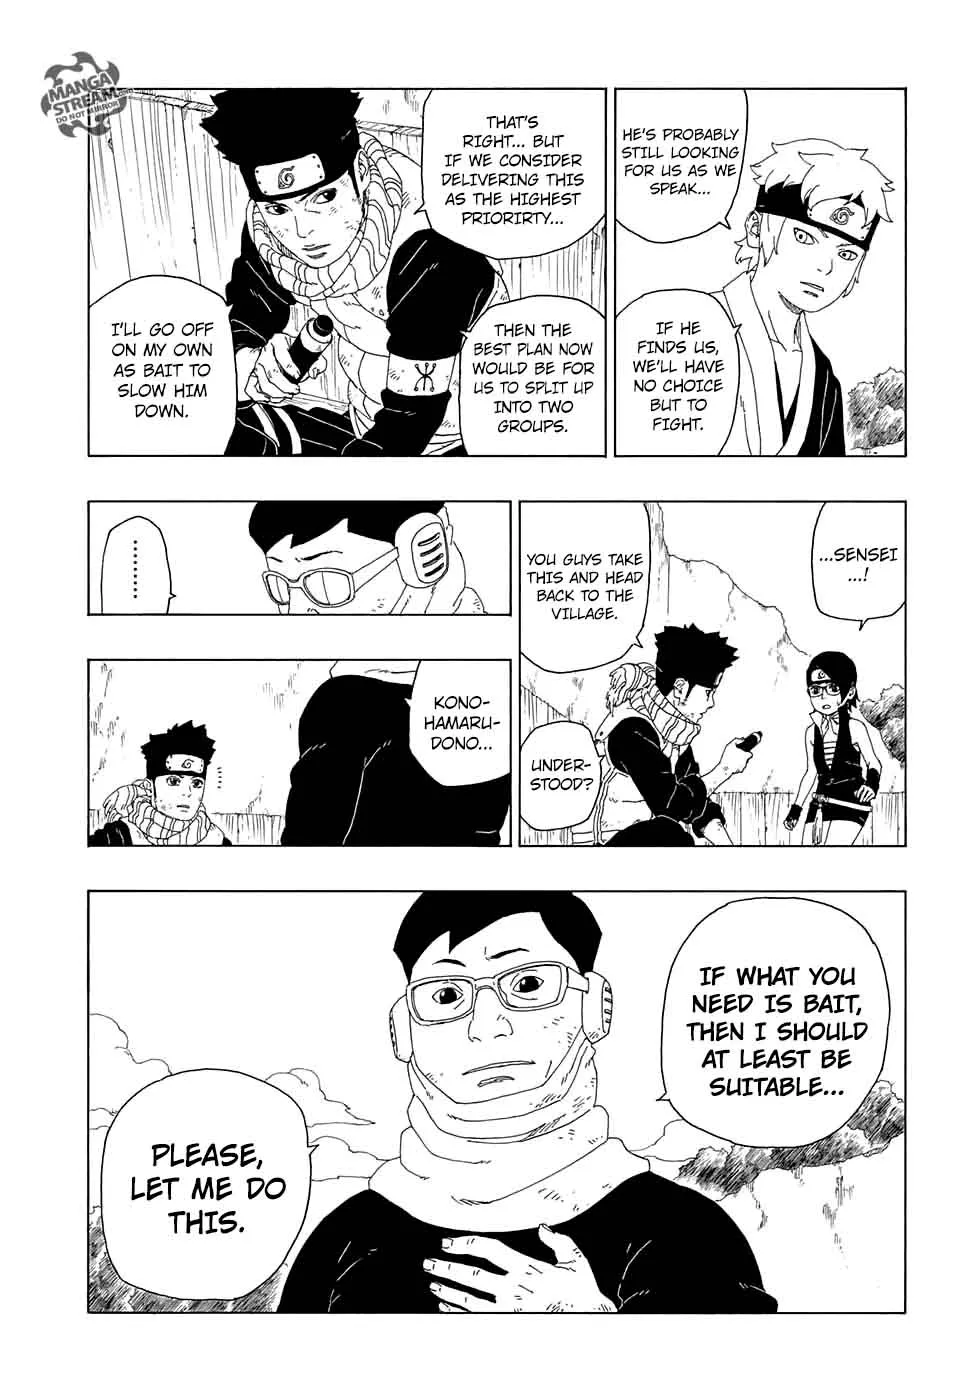 MANGA
STREAM.com
DO NOT MIRROR
HE'S PROBABLY
STILL LOOKING
FOR US AS WE
SPEAK...
IF HE
FINDS US,
WE'LL HAVE
NO CHOICE
BUT TO
FIGHT.
THAT'S
RIGHT... BUT
IF WE CONSIDER
DELIVERING THIS
AS THE HIGHEST
PRIORIRTY...
THEN THE
BEST PLAN NOW
WOULD BE FOR
US TO SPLIT UP
INTO TWO
GROUPS.
I'LL GO OFF
ON MY OWN
AS BAIT TO
SLOW HIM
DOWN.
...SENSEI
...!
YOU GUYS TAKE
THIS AND HEAD
BACK TO THE
VILLAGE.
UNDER-
STOOD?
.........
KONO-
HAMARU-
DONO...
IF WHAT YOU
NEED IS BAIT,
THEN I SHOULD
AT LEAST BE
SUITABLE...
PLEASE,
LET ME DO
THIS.